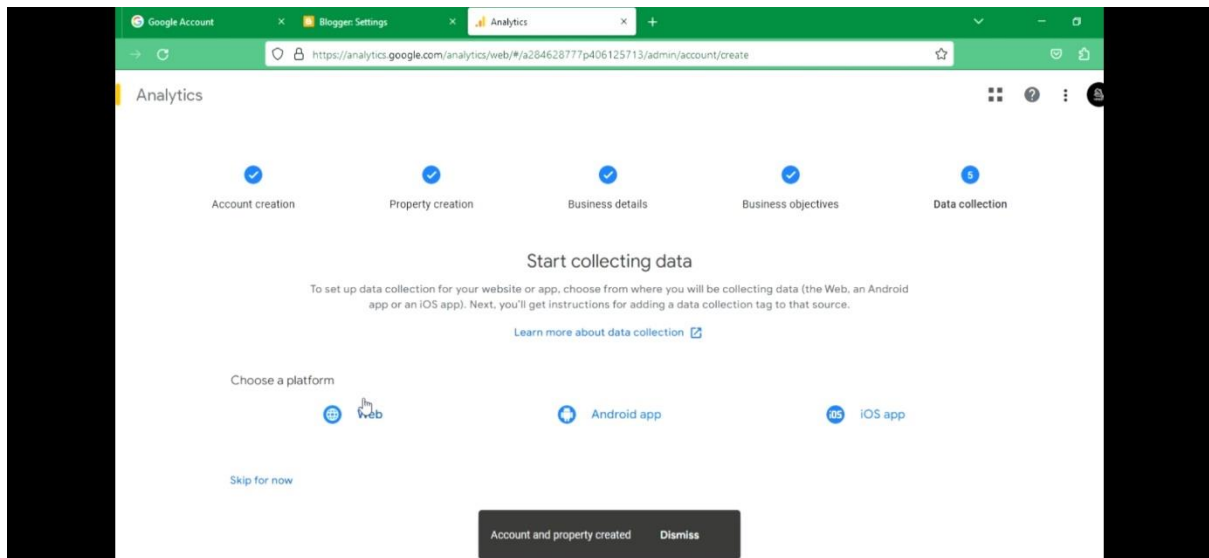 Google Account
Blogger: Settings
Analytics
https://analytics.google.com/analytics/web/#/a284628777p406125713/admin/account/create
Analytics
5
Account creation
Property creation
Business details
Business objectives
Data collection
Start collecting data
To set up data collection for your website or app, choose from where you will be collecting data (the Web, an Android
app or an iOS app). Next, you'll get instructions for adding a data collection tag to that source.
Learn more about data collection
Choose a platform
Web
Android app
iOS
iOS app
Skip for now
Account and property created Dismiss